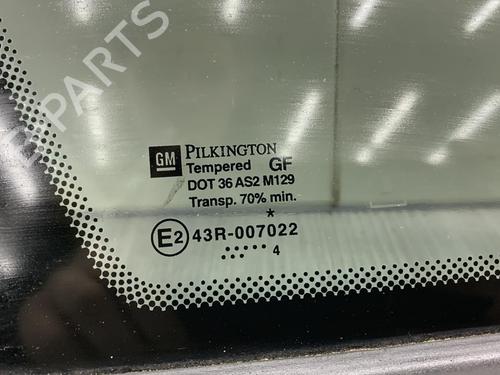 B-PARTS
GM PILKINGTON
Tempered GF
DOT 36 AS2 M129
Transp. 70% min.
*
E2 43R-007022
..... 4